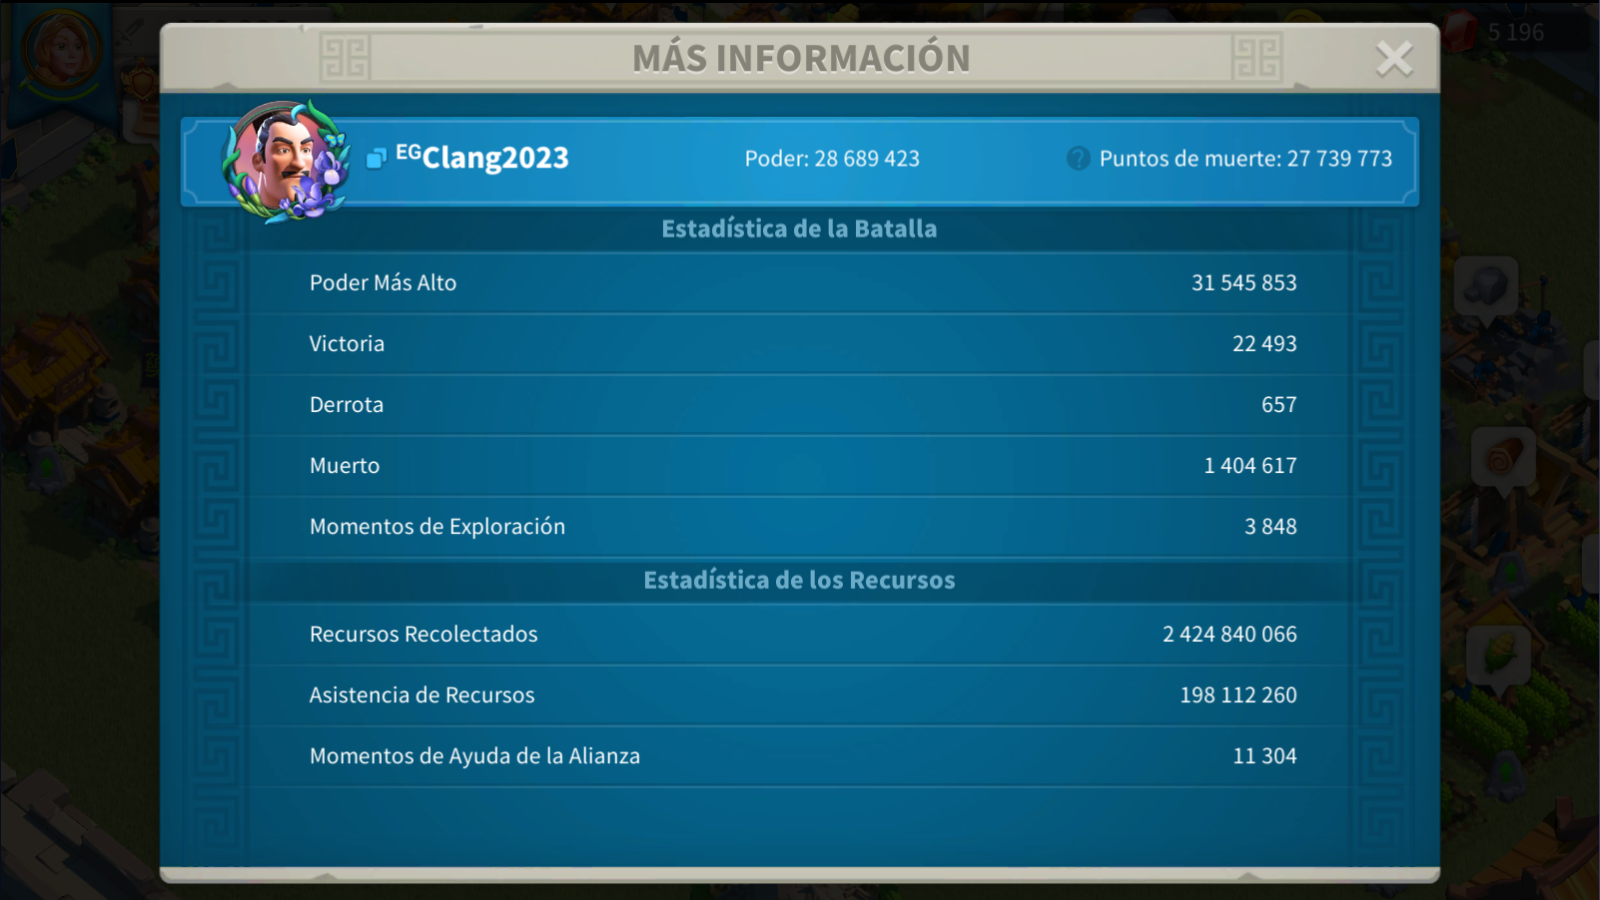 5 196
MÁS INFORMACIÓN
EGClang2023
Poder: 28 689 423
? Puntos de muerte: 27 739 773
Estadística de la Batalla
Poder Más Alto 31 545 853
Victoria 22 493
Derrota 657
Muerto 1 404 617
Momentos de Exploración 3 848
Estadística de los Recursos
Recursos Recolectados 2 424 840 066
Asistencia de Recursos 198 112 260
Momentos de Ayuda de la Alianza 11 304